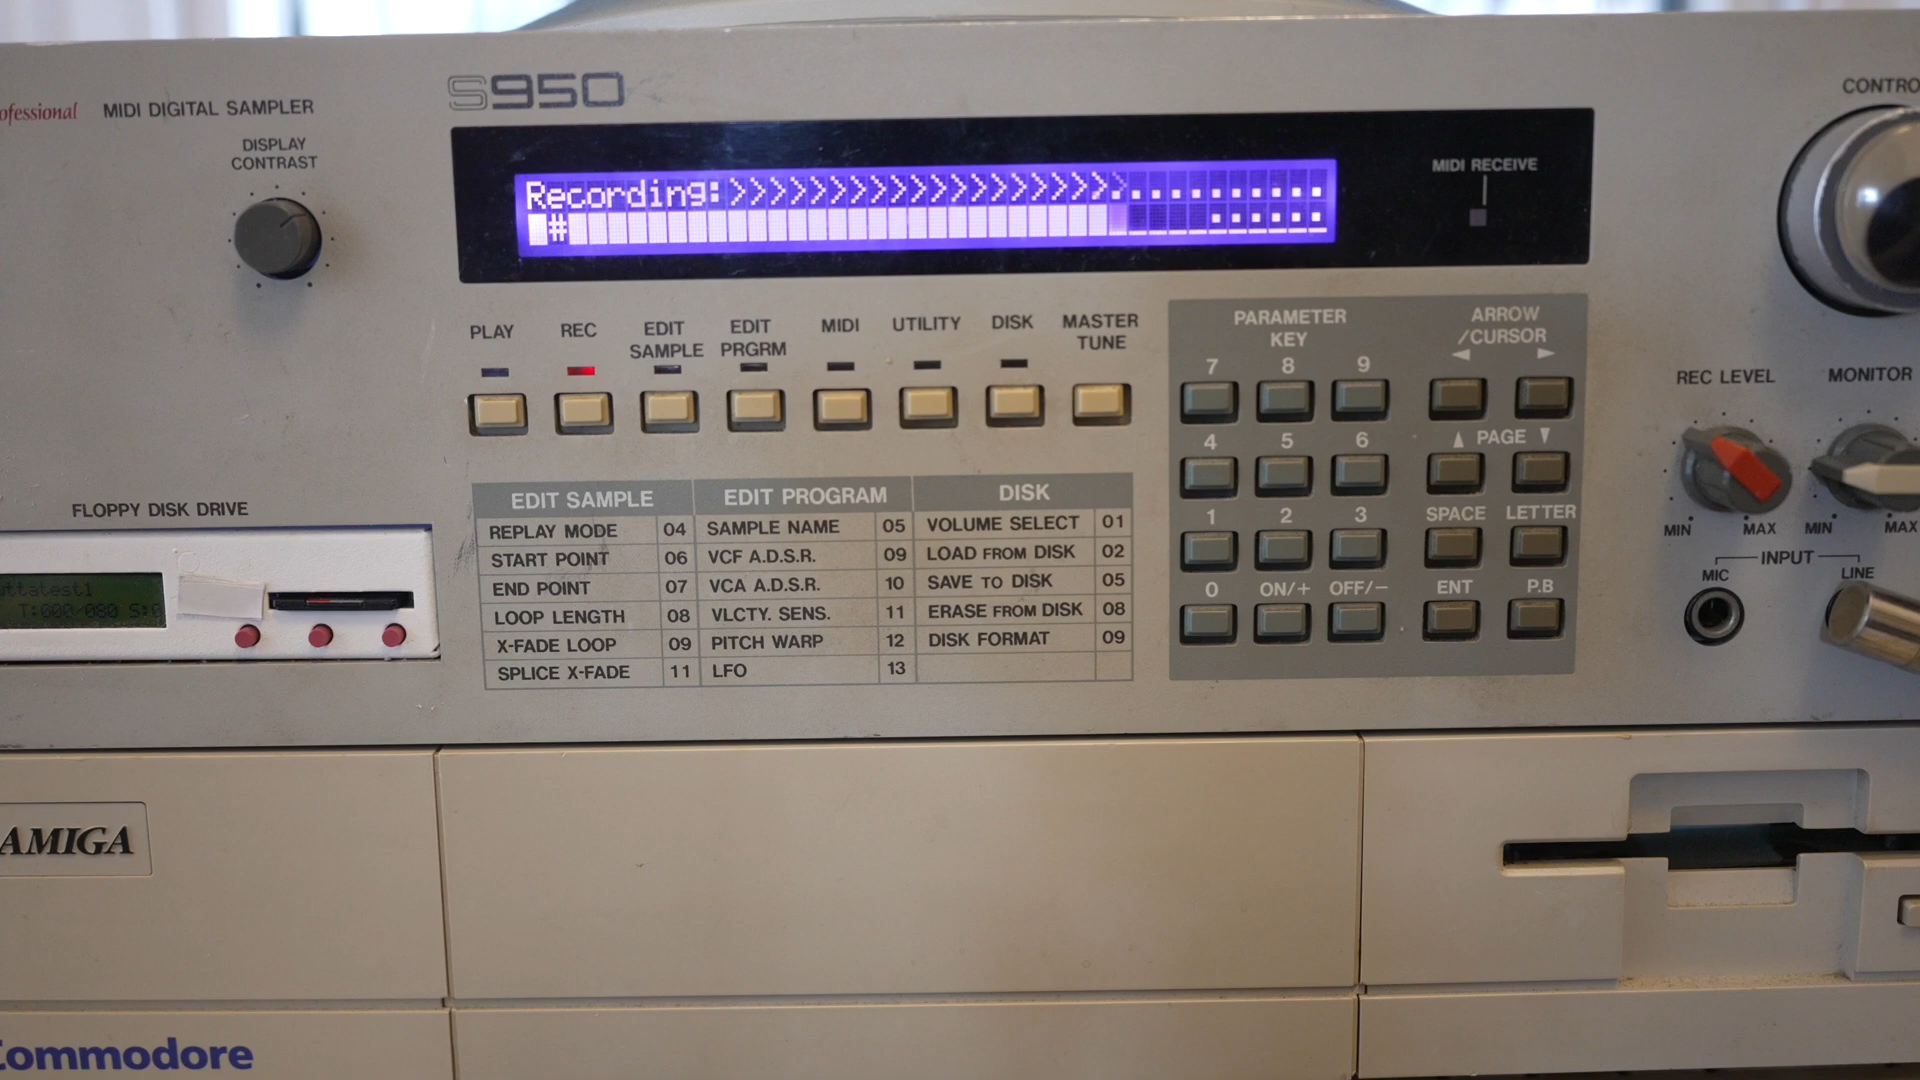 ofessional MIDI DIGITAL SAMPLER
S950
CONTRO
DISPLAY
CONTRAST
Recording:>>>>>>>>>>>>>>>>>>>..........
#
MIDI RECEIVE
PLAY
REC
EDIT
SAMPLE
EDIT
PRGRM
MIDI
UTILITY
DISK
MASTER
TUNE
PARAMETER
KEY
ARROW
/CURSOR
◄ ►
7 8 9
4 5 6
▲ PAGE ▼
1 2 3
SPACE LETTER
0 ON/+ OFF/−
ENT P.B
REC LEVEL
MONITOR
MIN MAX
MIN MAX
INPUT
MIC LINE
FLOPPY DISK DRIVE
ttatest1
T:000/080 S:0
EDIT SAMPLE
REPLAY MODE 04
START POINT 06
END POINT 07
LOOP LENGTH 08
X-FADE LOOP 09
SPLICE X-FADE 11
EDIT PROGRAM
SAMPLE NAME 05
VCF A.D.S.R. 09
VCA A.D.S.R. 10
VLCTY. SENS. 11
PITCH WARP 12
LFO 13
DISK
VOLUME SELECT 01
LOAD FROM DISK 02
SAVE TO DISK 05
ERASE FROM DISK 08
DISK FORMAT 09
AMIGA
Commodore